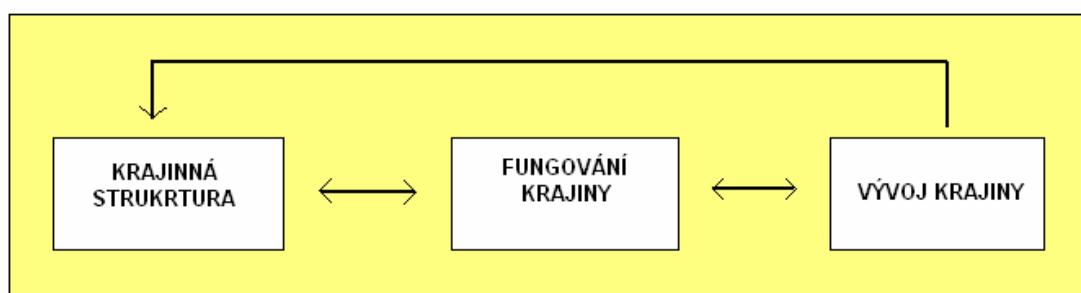 KRAJINNÁ
STRUKRTURA
FUNGOVÁNÍ
KRAJINY
VÝVOJ KRAJINY